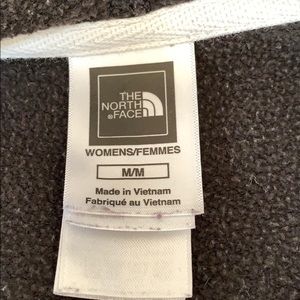 THE
NORTH
®FACE
WOMENS/FEMMES
M/M
Made in Vietnam
Fabriqué au Vietnam